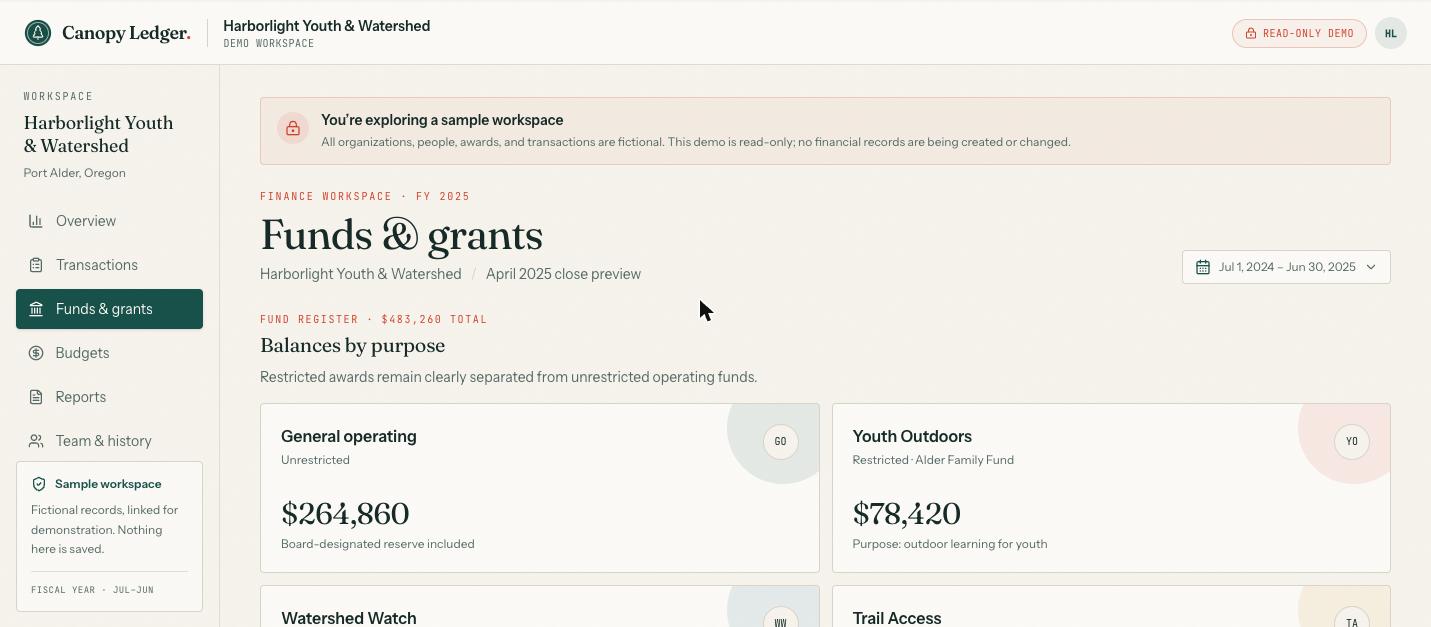 Canopy Ledger.
Harborlight Youth & Watershed
DEMO WORKSPACE
READ-ONLY DEMO
HL
WORKSPACE
Harborlight Youth
& Watershed
Port Alder, Oregon
Overview
Transactions
Funds & grants
Budgets
Reports
Team & history
Sample workspace
Fictional records, linked for
demonstration. Nothing
here is saved.
FISCAL YEAR · JUL–JUN
You’re exploring a sample workspace
All organizations, people, awards, and transactions are fictional. This demo is read-only; no financial records are being created or changed.
FINANCE WORKSPACE · FY 2025
Funds & grants
Harborlight Youth & Watershed / April 2025 close preview
Jul 1, 2024 – Jun 30, 2025
FUND REGISTER · $483,260 TOTAL
Balances by purpose
Restricted awards remain clearly separated from unrestricted operating funds.
General operating
GO
Unrestricted
$264,860
Board-designated reserve included
Youth Outdoors
YO
Restricted · Alder Family Fund
$78,420
Purpose: outdoor learning for youth
Watershed Watch
WW
Trail Access
TA